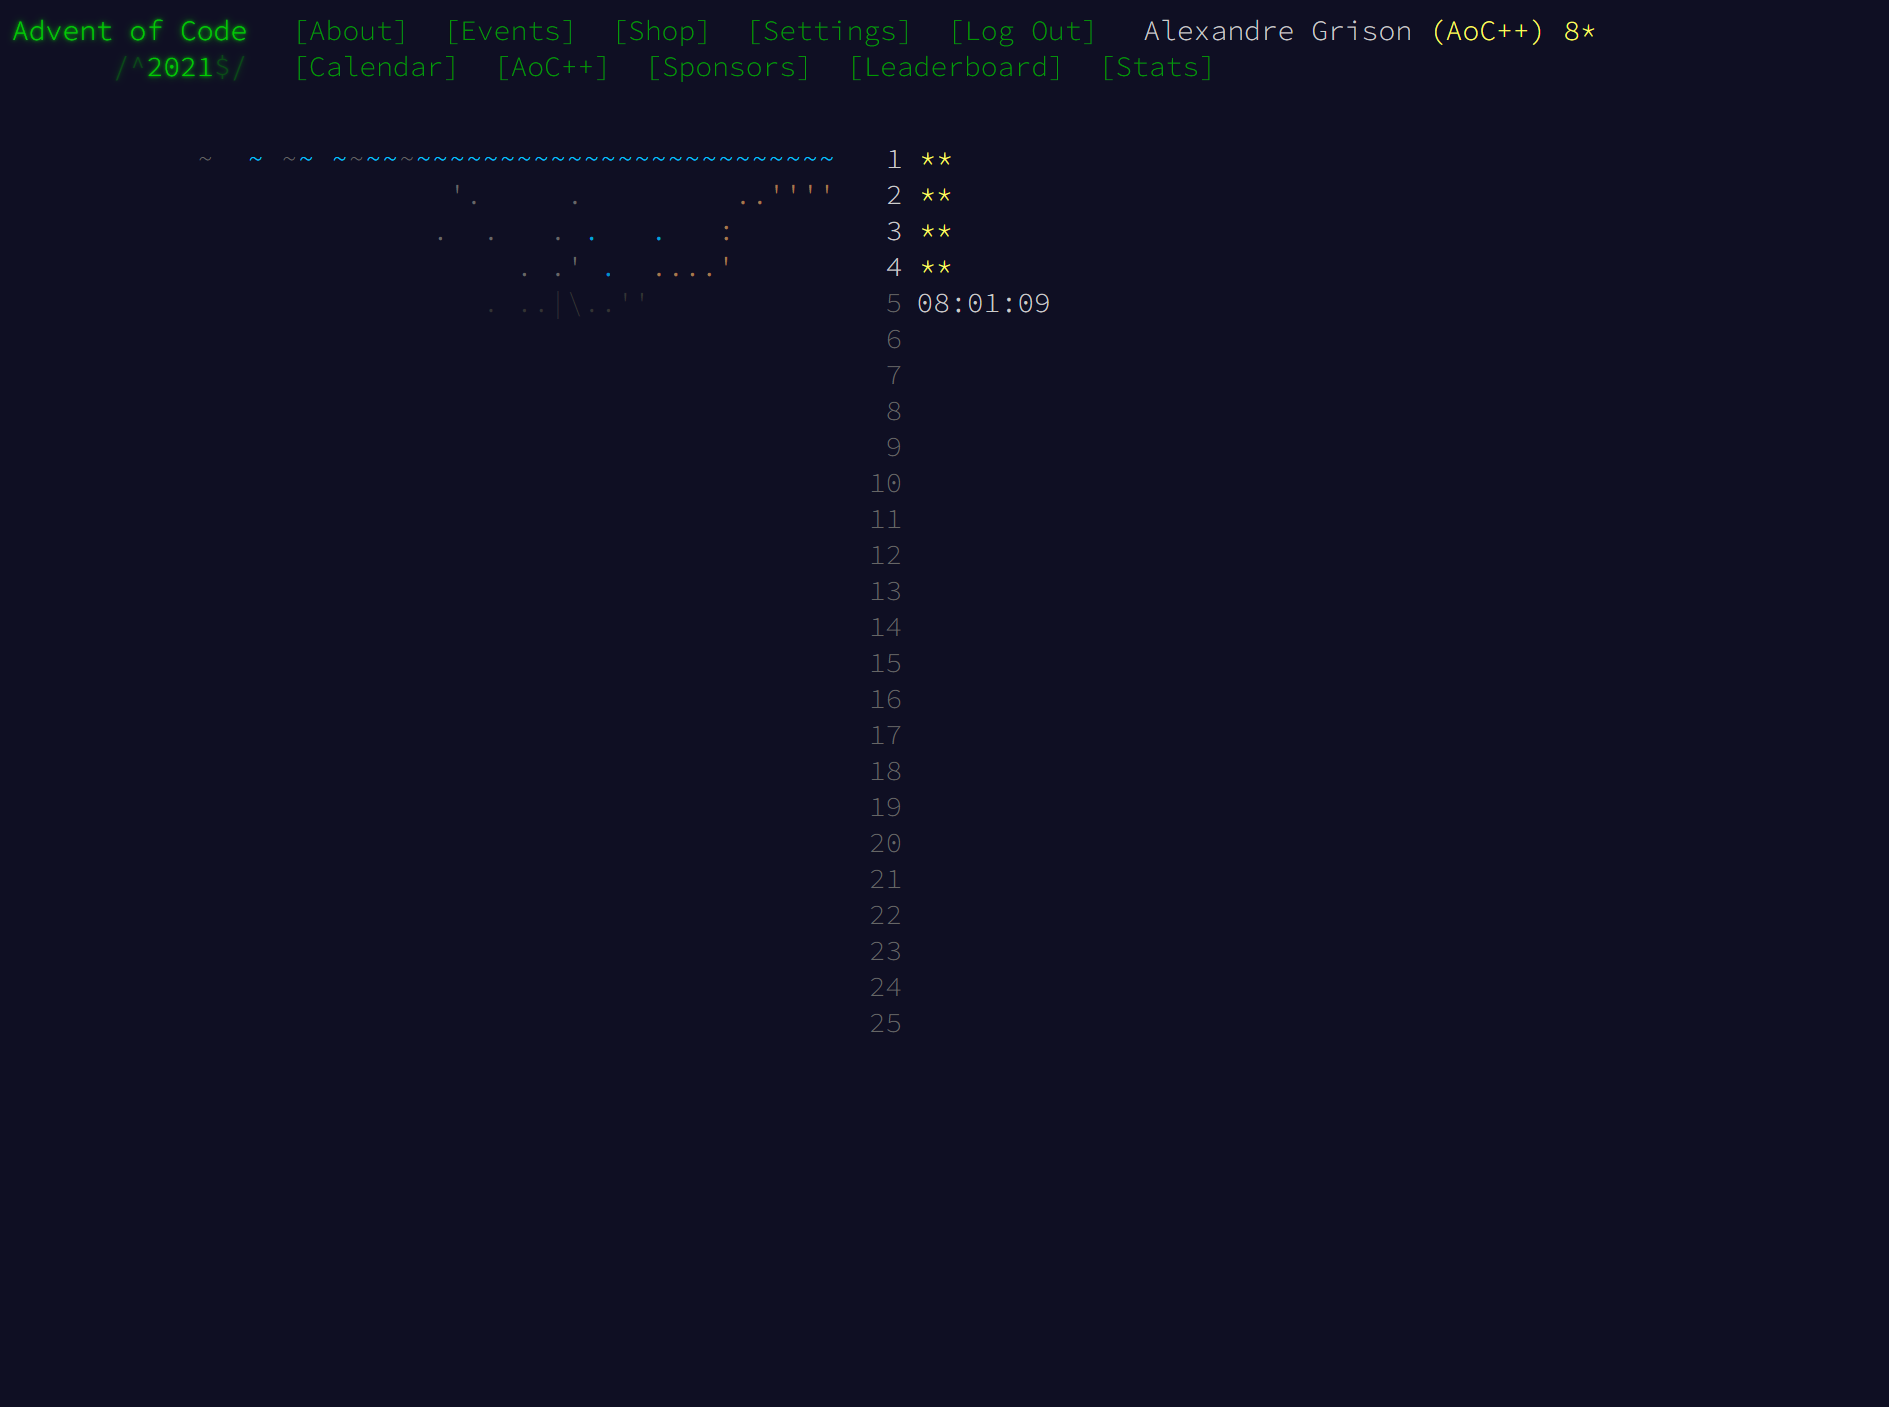 Advent of Code [About] [Events] [Shop] [Settings] [Log Out] Alexandre Grison (AoC++) 8*
/^2021$/ [Calendar] [AoC++] [Sponsors] [Leaderboard] [Stats]
~  ~ ~~ ~~~~~~~~~~~~~~~~~~~~~~~~~~~~~~ 1 **
'.     .         ..'''' 2 **
.  .   . .   .   : 3 **
. .' .  ....' 4 **
. ..|\..'' 5 08:01:09
6
7
8
9
10
11
12
13
14
15
16
17
18
19
20
21
22
23
24
25